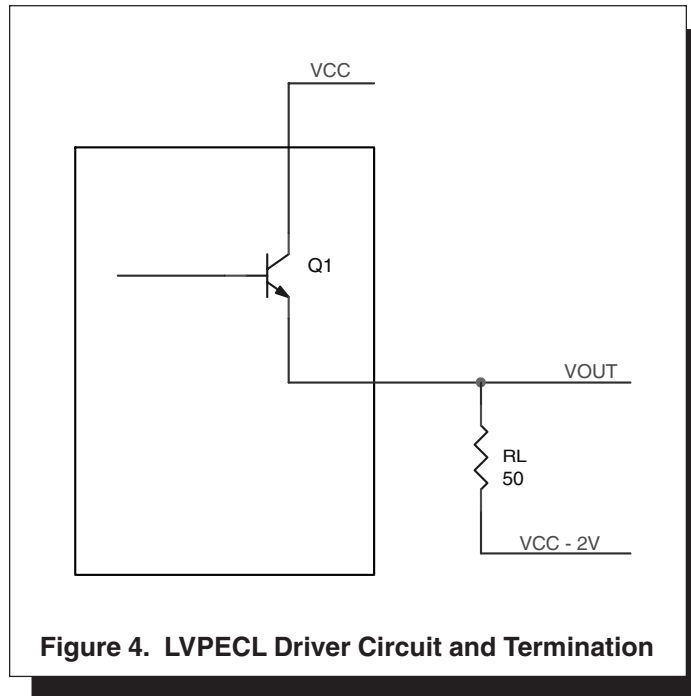 VCC
Q1
VOUT
RL
50
VCC - 2V
Figure 4. LVPECL Driver Circuit and Termination